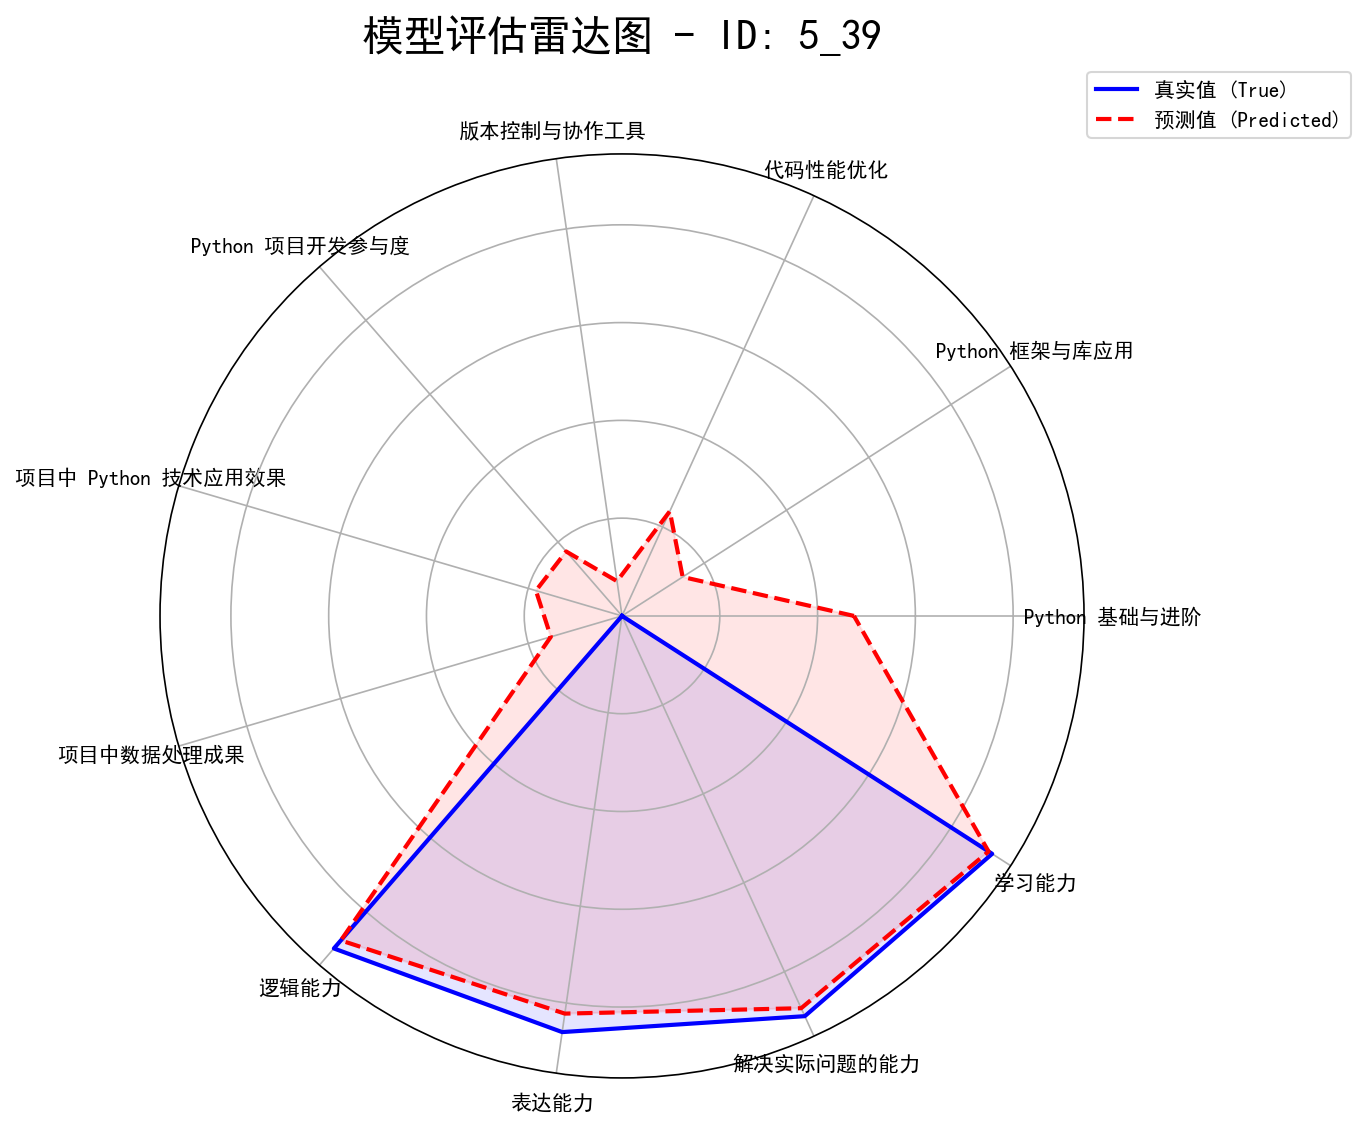 模型评估雷达图 - ID: 5_39
真实值 (True)
预测值 (Predicted)
版本控制与协作工具
代码性能优化
Python 项目开发参与度
Python 框架与库应用
项目中 Python 技术应用效果
Python 基础与进阶
项目中数据处理成果
学习能力
逻辑能力
解决实际问题的能力
表达能力